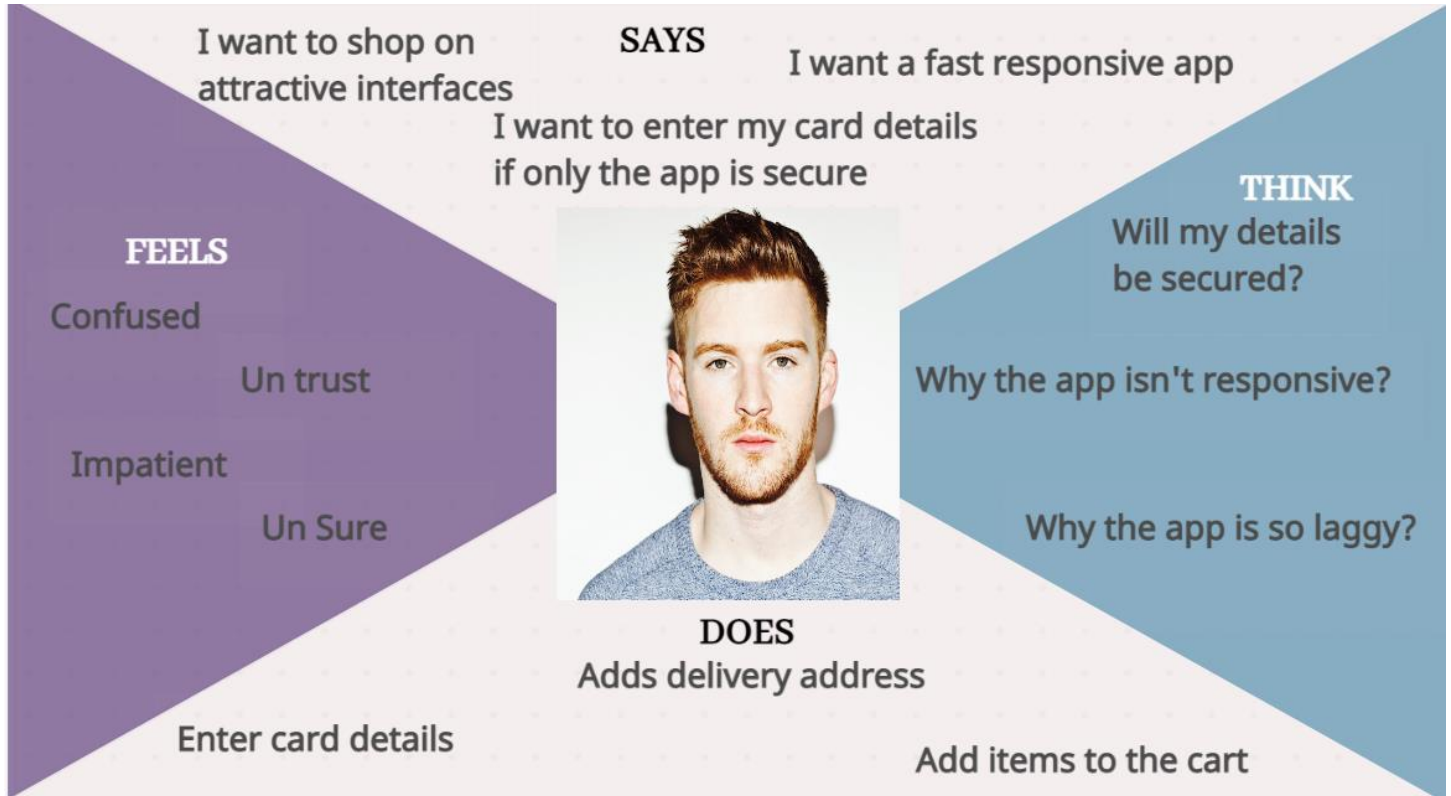 SAYS
I want to shop on
attractive interfaces
I want a fast responsive app
I want to enter my card details
if only the app is secure
THINK
Will my details
be secured?
Why the app isn't responsive?
Why the app is so laggy?
FEELS
Confused
Un trust
Impatient
Un Sure
DOES
Adds delivery address
Enter card details
Add items to the cart